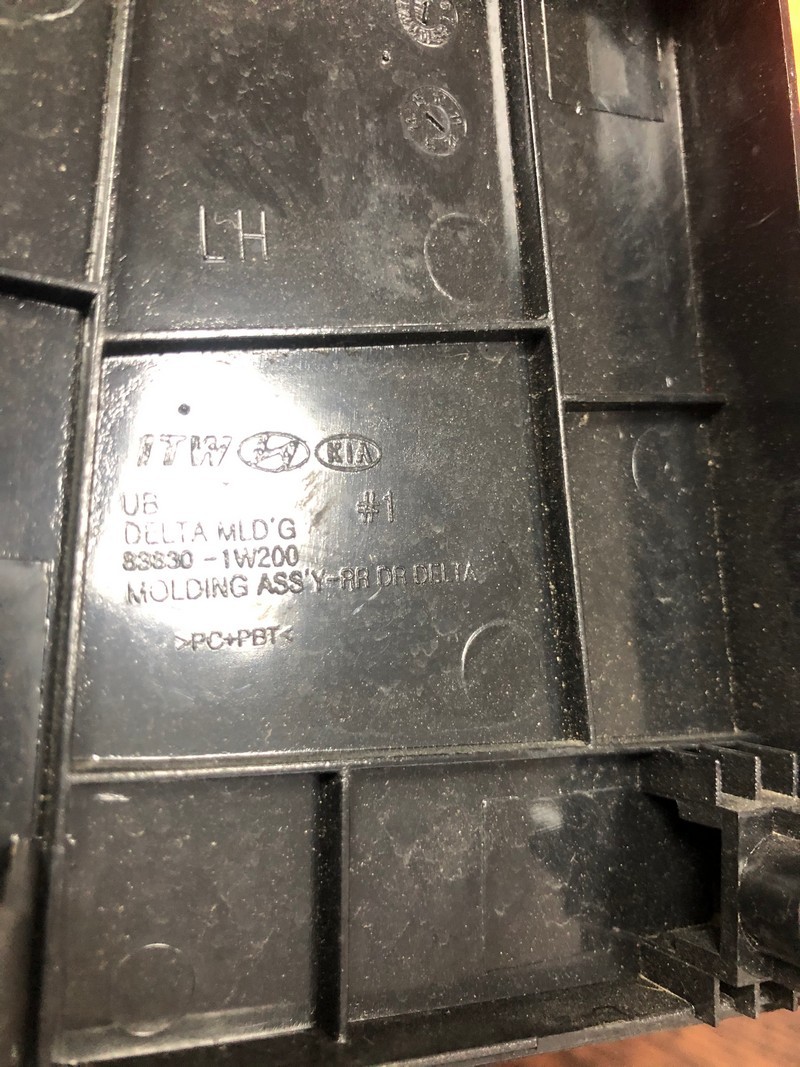 LH
ITW KIA
UB #1
DELTA MLD'G
83830-1W200
MOLDING ASS'Y-RR DR DELTA
>PC+PBT<